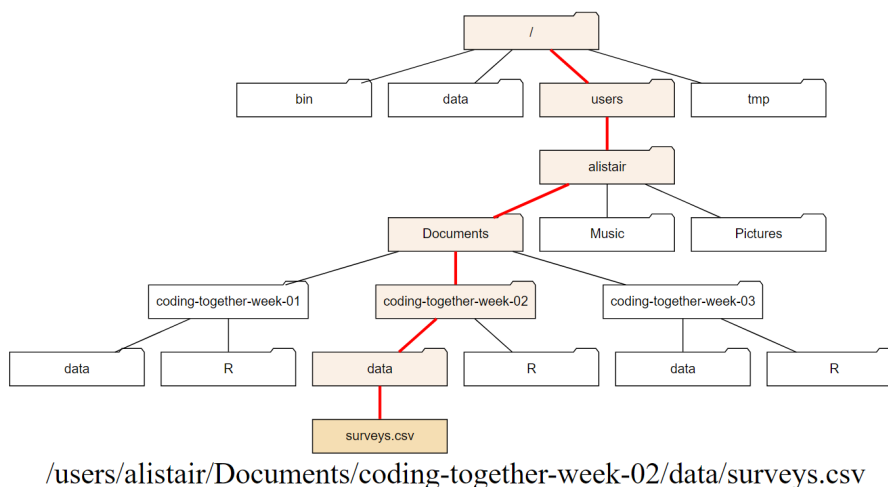 /
bin data users tmp
alistair
Documents Music Pictures
coding-together-week-01 coding-together-week-02 coding-together-week-03
data R data R data R
surveys.csv
/users/alistair/Documents/coding-together-week-02/data/surveys.csv